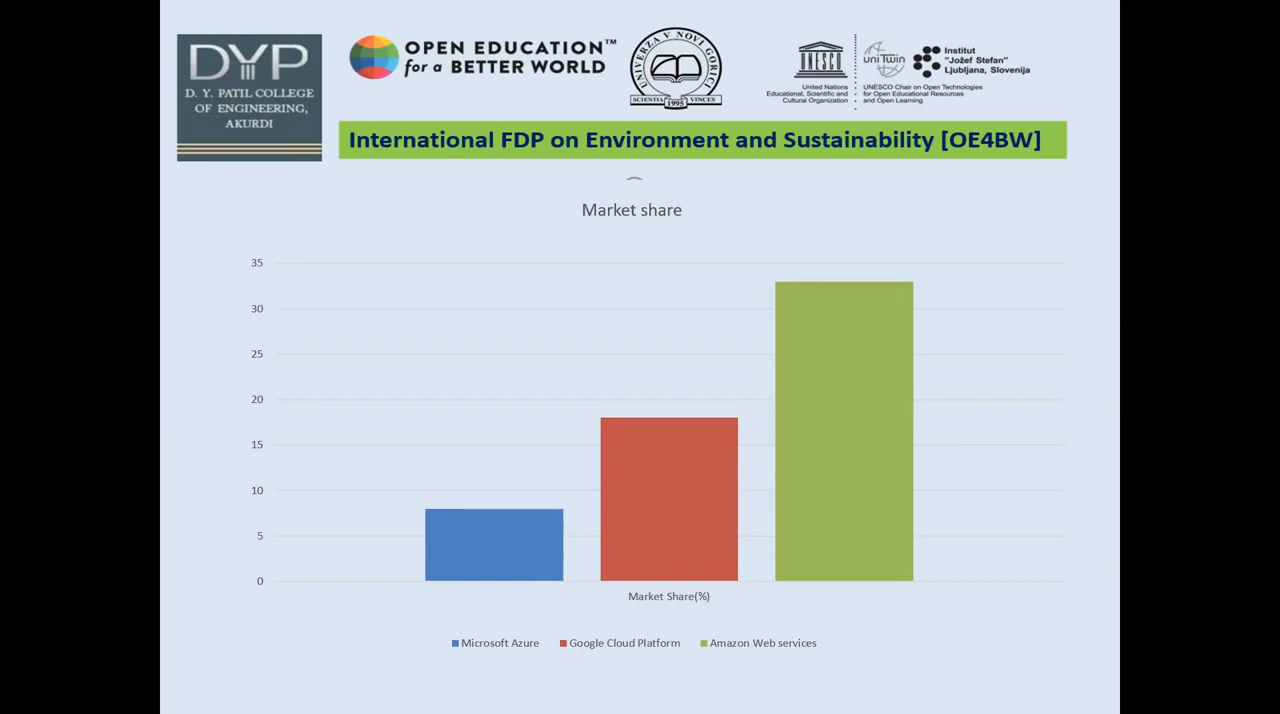 DYP
D. Y. PATIL COLLEGE
OF ENGINEERING,
AKURDI
OPEN EDUCATION™
for a BETTER WORLD
UNIVERZA V NOVI GORICI
SCIENTIA VINCES
1995
UNESCO
United Nations
Educational, Scientific and
Cultural Organization
uniTwin
Institut
"Jožef Stefan"
Ljubljana, Slovenija
UNESCO Chair on Open Technologies
for Open Educational Resources
and Open Learning
International FDP on Environment and Sustainability [OE4BW]
Market share
35
30
25
20
15
10
5
0
Market Share(%)
Microsoft Azure
Google Cloud Platform
Amazon Web services